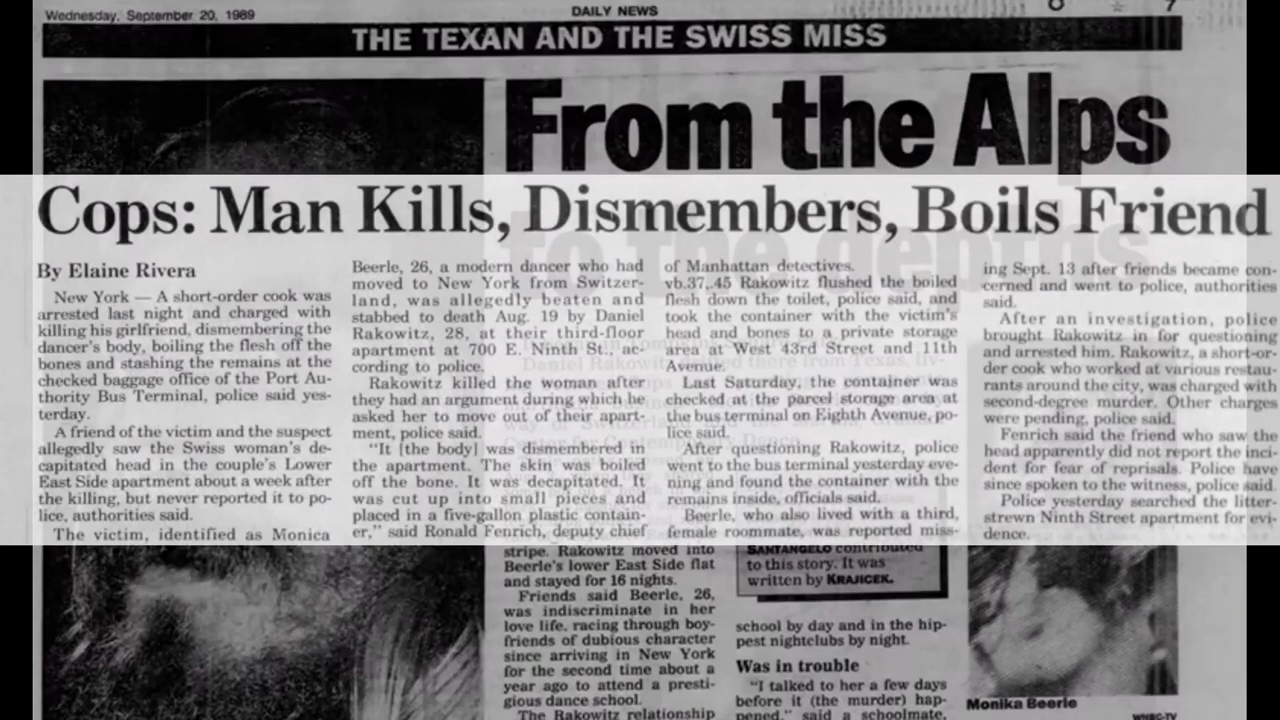 Wednesday, September 20, 1989
DAILY NEWS
7
THE TEXAN AND THE SWISS MISS
From the Alps
Cops: Man Kills, Dismembers, Boils Friend
By Elaine Rivera
New York — A short-order cook was
arrested last night and charged with
killing his girlfriend, dismembering the
dancer's body, boiling the flesh off the
bones and stashing the remains at the
checked baggage office of the Port Au-
thority Bus Terminal, police said yes-
terday.
A friend of the victim and the suspect
allegedly saw the Swiss woman's de-
capitated head in the couple's Lower
East Side apartment about a week after
the killing, but never reported it to po-
lice, authorities said.
The victim, identified as Monica
Beerle, 26, a modern dancer who had
moved to New York from Switzer-
land, was allegedly beaten and
stabbed to death Aug. 19 by Daniel
Rakowitz, 28, at their third-floor
apartment at 700 E. Ninth St., ac-
cording to police.
Rakowitz killed the woman after
they had an argument during which he
asked her to move out of their apart-
ment, police said.
"It [the body] was dismembered in
the apartment. The skin was boiled
off the bone. It was decapitated. It
was cut up into small pieces and
placed in a five-gallon plastic contain-
er," said Ronald Fenrich, deputy chief
of Manhattan detectives.
vb.37,.45 Rakowitz flushed the boiled
flesh down the toilet, police said, and
took the container with the victim's
head and bones to a private storage
area at West 43rd Street and 11th
Avenue.
Last Saturday, the container was
checked at the parcel storage area at
the bus terminal on Eighth Avenue, po-
lice said.
After questioning Rakowitz, police
went to the bus terminal yesterday eve-
ning and found the container with the
remains inside, officials said.
Beerle, who also lived with a third,
female roommate, was reported miss-
ing Sept. 13 after friends became con-
cerned and went to police, authorities
said.
After an investigation, police
brought Rakowitz in for questioning
and arrested him. Rakowitz, a short-or-
der cook who worked at various restau-
rants around the city, was charged with
second-degree murder. Other charges
were pending, police said.
Fenrich said the friend who saw the
head apparently did not report the inci-
dent for fear of reprisals. Police have
since spoken to the witness, police said.
Police yesterday searched the litter-
strewn Ninth Street apartment for evi-
dence.
to the depths
stripe. Rakowitz moved into
Beerle's lower East Side flat
and stayed for 16 nights.
Friends said Beerle, 26,
was indiscriminate in her
love life, racing through boy-
friends of dubious character
since arriving in New York
for the second time about a
year ago to attend a presti-
gious dance school.
The Rakowitz relationship
SANTANGELO contributed
to this story. It was
written by KRAJICEK.
school by day and in the hip-
pest nightclubs by night.
Was in trouble
"I talked to her a few days
before it (the murder) hap-
pened," said a schoolmate,
Monika Beerle
WNBC-TV